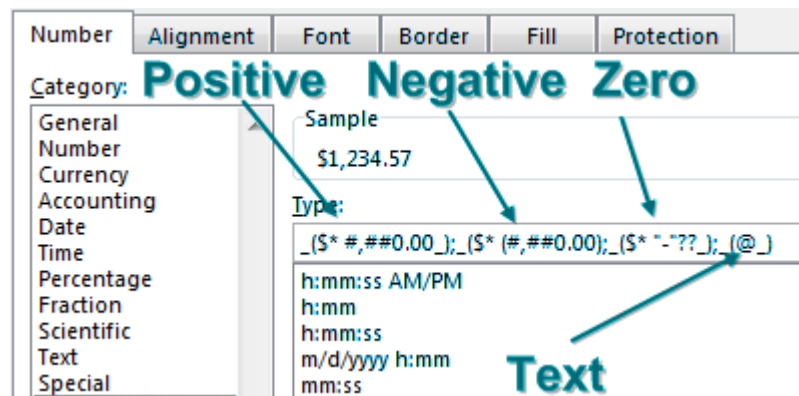 Number Alignment Font Border Fill Protection
Positive Negative Zero
Category:
General
Number
Currency
Accounting
Date
Time
Percentage
Fraction
Scientific
Text
Special
Sample
$1,234.57
Type:
_($* #,##0.00_);_($* (#,##0.00);_($* "-"??_);_(@_)
h:mm:ss AM/PM
h:mm
h:mm:ss
m/d/yyyy h:mm
mm:ss
Text